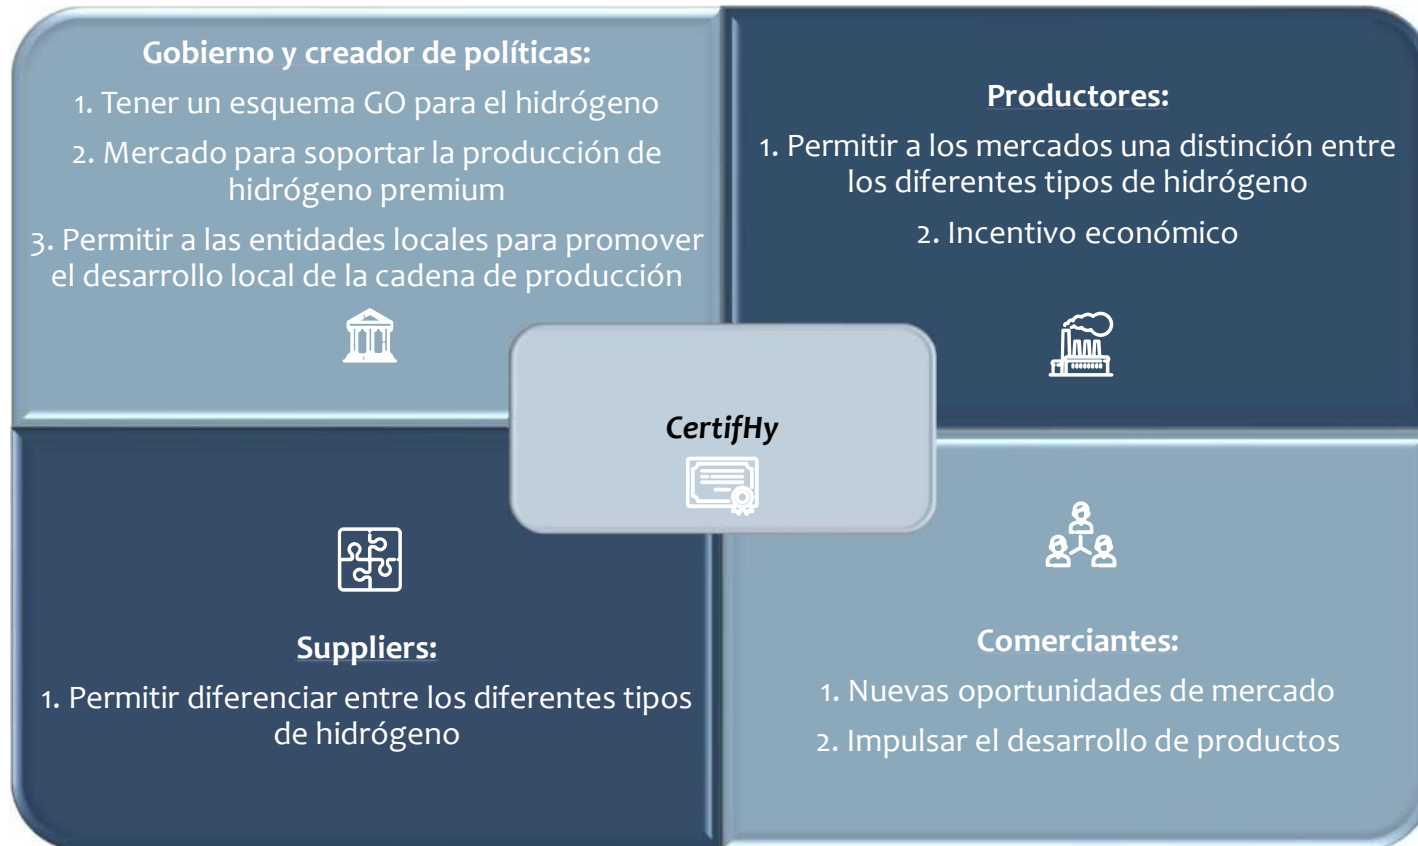 Gobierno y creador de políticas:
1. Tener un esquema GO para el hidrógeno
2. Mercado para soportar la producción de
hidrógeno premium
3. Permitir a las entidades locales para promover
el desarrollo local de la cadena de producción
Productores:
1. Permitir a los mercados una distinción entre
los diferentes tipos de hidrógeno
2. Incentivo económico
CertifHy
Suppliers:
1. Permitir diferenciar entre los diferentes tipos
de hidrógeno
Comerciantes:
1. Nuevas oportunidades de mercado
2. Impulsar el desarrollo de productos